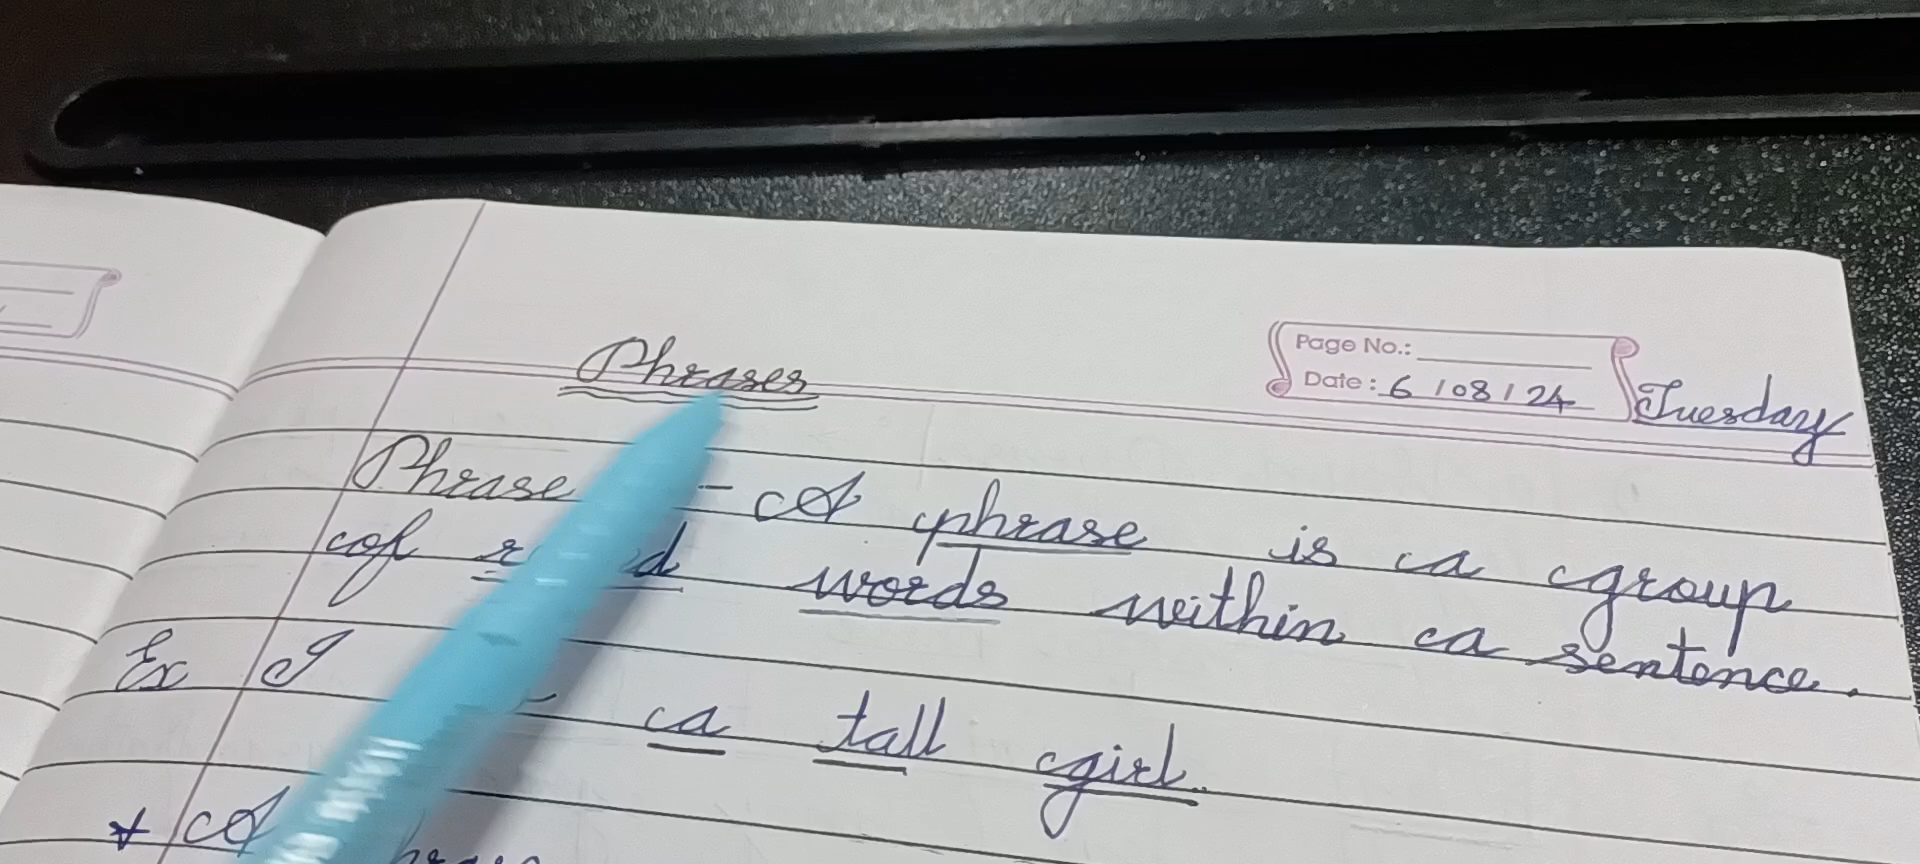 Page No.:
Date: 6/08/24 Tuesday
Phrases
Phrase - A phrase is a group
of words within a sentence.
Ex I a tall girl.
* A